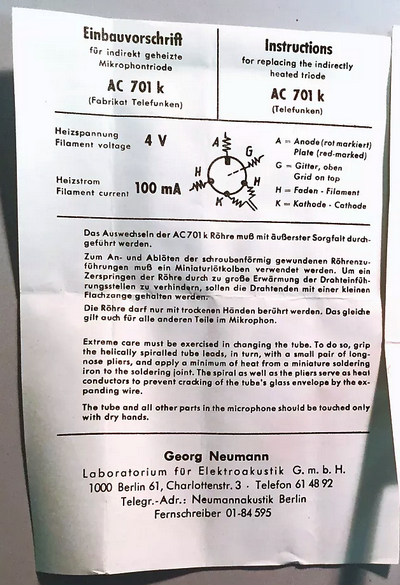 Einbauvorschrift
für indirekt geheizte
Mikrophontriode
AC 701 k
(Fabrikat Telefunken)
Instructions
for replacing the indirectly
heated triode
AC 701 k
(Telefunken)
Heizspannung
Filament voltage 4 V
Heizstrom
Filament current 100 mA
A
G
H
H
K
A = Anode (rot markiert)
Plate (red-marked)
G = Gitter, oben
Grid on top
H = Faden - Filament
K = Kathode - Cathode
Das Auswechseln der AC701k Röhre muß mit äußerster Sorgfalt durch-
geführt werden.
Zum An- und Ablöten der schraubenförmig gewundenen Röhrenzu-
führungen muß ein Miniaturlötkolben verwendet werden. Um ein
Zerspringen der Röhre durch zu große Erwärmung der Drahteinfüh-
rungsstellen zu verhindern, sollen die Drahtenden mit einer kleinen
Flachzange gehalten werden.
Die Röhre darf nur mit trockenen Händen berührt werden. Das gleiche
gilt auch für alle anderen Teile im Mikrophon.
Extreme care must be exercised in changing the tube. To do so, grip
the helically spiralled tube leads, in turn, with a small pair of long-
nose pliers, and apply a minimum of heat from a miniature soldering
iron to the soldering joint. The spiral as well as the pliers serve as heat
conductors to prevent cracking of the tube's glass envelope by the ex-
panding wire.
The tube and all other parts in the microphone should be touched only
with dry hands.
Georg Neumann
Laboratorium für Elektroakustik G. m. b. H.
1000 Berlin 61, Charlottenstr. 3 · Telefon 61 48 92
Telegr.-Adr.: Neumannakustik Berlin
Fernschreiber 01-84 595